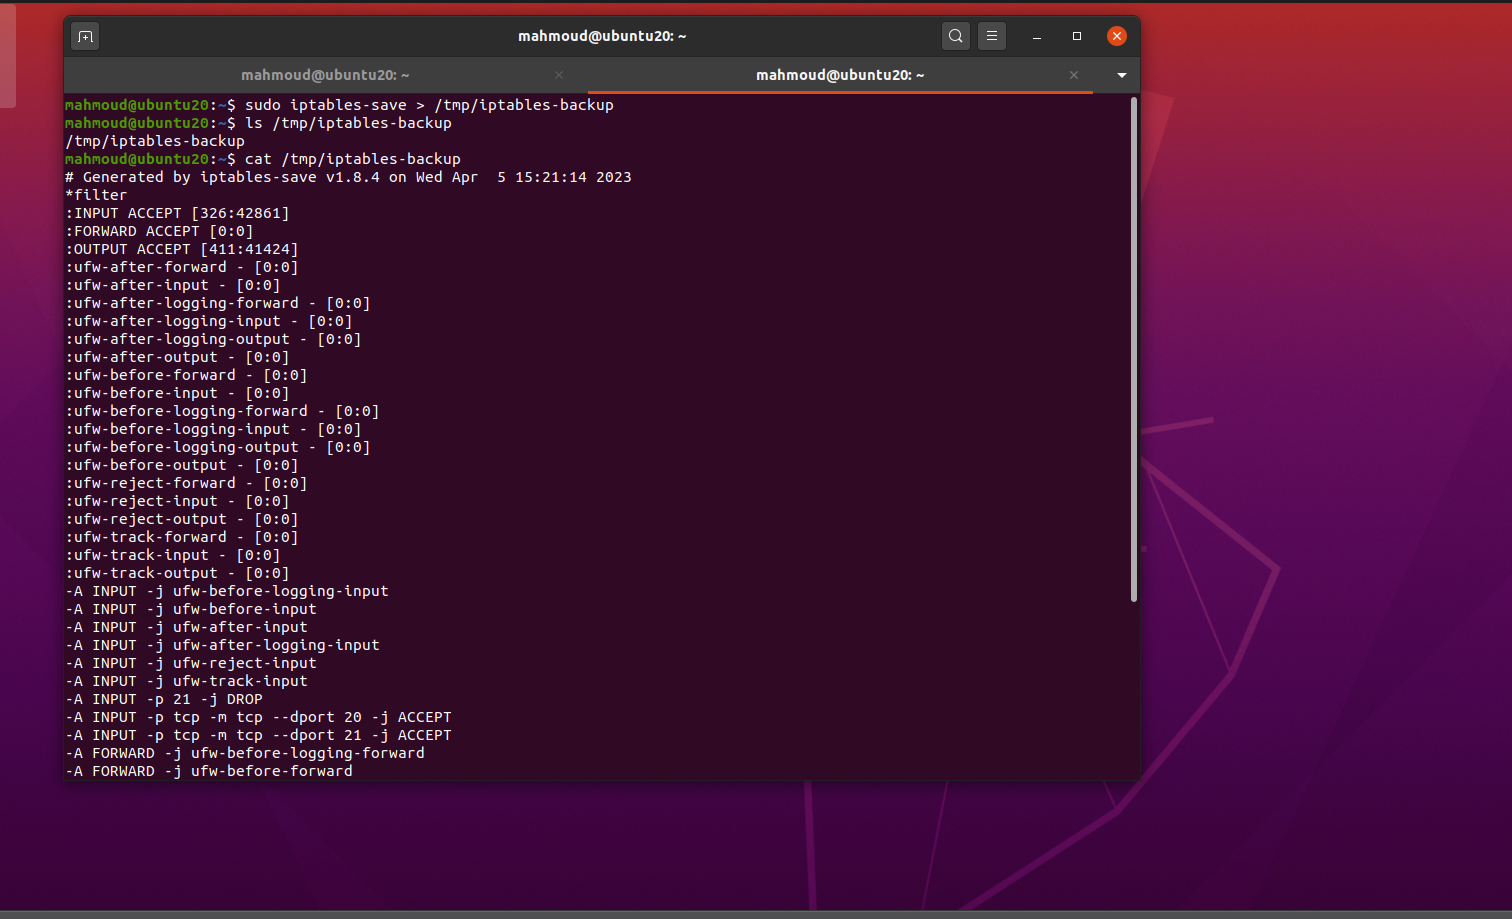 mahmoud@ubuntu20: ~
mahmoud@ubuntu20: ~
mahmoud@ubuntu20: ~
mahmoud@ubuntu20:~$ sudo iptables-save > /tmp/iptables-backup
mahmoud@ubuntu20:~$ ls /tmp/iptables-backup
/tmp/iptables-backup
mahmoud@ubuntu20:~$ cat /tmp/iptables-backup
# Generated by iptables-save v1.8.4 on Wed Apr  5 15:21:14 2023
*filter
:INPUT ACCEPT [326:42861]
:FORWARD ACCEPT [0:0]
:OUTPUT ACCEPT [411:41424]
:ufw-after-forward - [0:0]
:ufw-after-input - [0:0]
:ufw-after-logging-forward - [0:0]
:ufw-after-logging-input - [0:0]
:ufw-after-logging-output - [0:0]
:ufw-after-output - [0:0]
:ufw-before-forward - [0:0]
:ufw-before-input - [0:0]
:ufw-before-logging-forward - [0:0]
:ufw-before-logging-input - [0:0]
:ufw-before-logging-output - [0:0]
:ufw-before-output - [0:0]
:ufw-reject-forward - [0:0]
:ufw-reject-input - [0:0]
:ufw-reject-output - [0:0]
:ufw-track-forward - [0:0]
:ufw-track-input - [0:0]
:ufw-track-output - [0:0]
-A INPUT -j ufw-before-logging-input
-A INPUT -j ufw-before-input
-A INPUT -j ufw-after-input
-A INPUT -j ufw-after-logging-input
-A INPUT -j ufw-reject-input
-A INPUT -j ufw-track-input
-A INPUT -p 21 -j DROP
-A INPUT -p tcp -m tcp --dport 20 -j ACCEPT
-A INPUT -p tcp -m tcp --dport 21 -j ACCEPT
-A FORWARD -j ufw-before-logging-forward
-A FORWARD -j ufw-before-forward